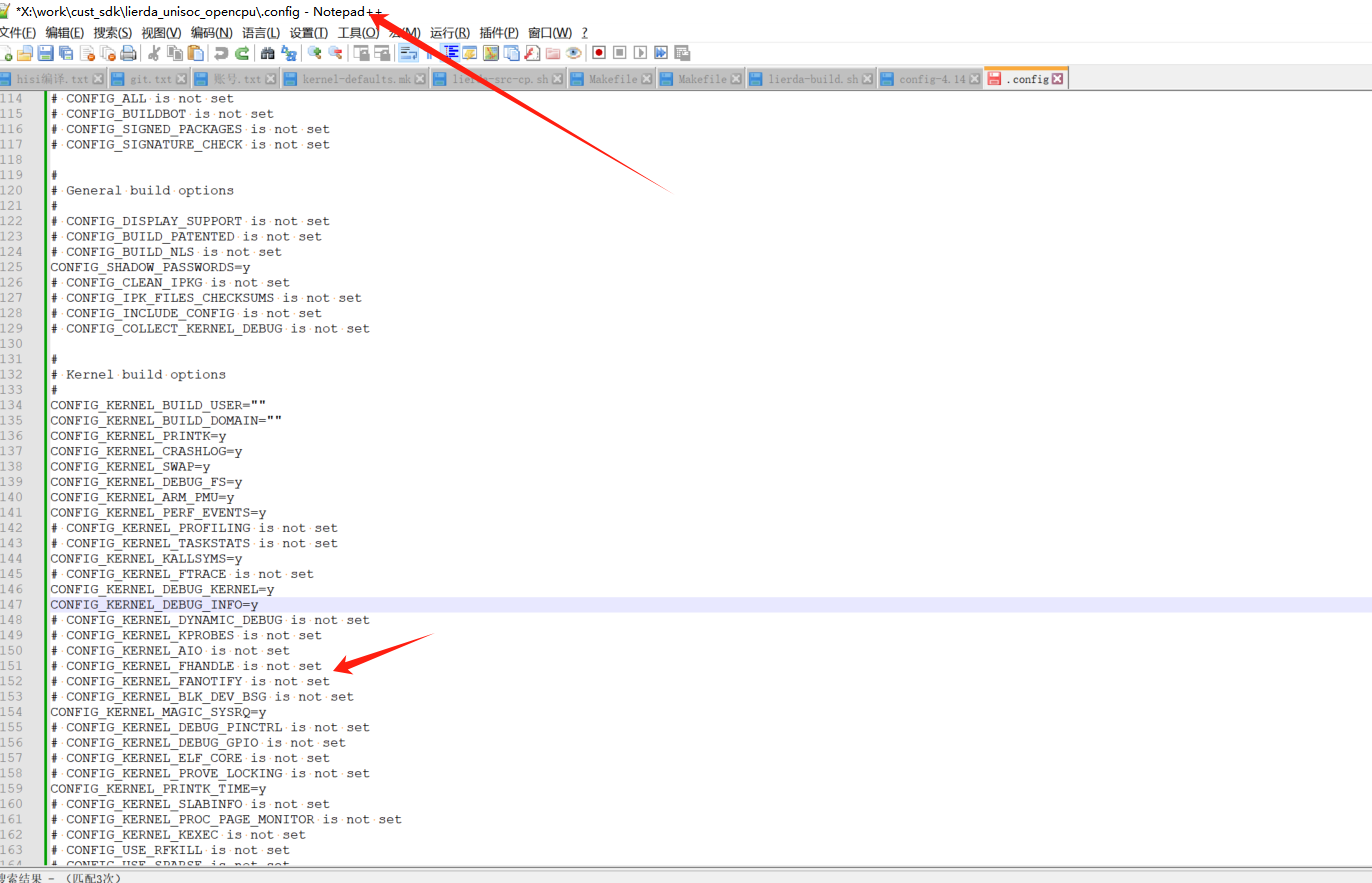 *X:\work\cust_sdk\lierda_unisoc_opencpu\.config - Notepad++
文件(F) 编辑(E) 搜索(S) 视图(V) 编码(N) 语言(L) 设置(T) 工具(O) 宏(M) 运行(R) 插件(P) 窗口(W) ?
hisi编译.txt git.txt 账号.txt kernel-defaults.mk lierda-src-cp.sh Makefile Makefile lierda-build.sh config-4.14 .config
114 # CONFIG_ALL is not set
115 # CONFIG_BUILDBOT is not set
116 # CONFIG_SIGNED_PACKAGES is not set
117 # CONFIG_SIGNATURE_CHECK is not set
118
119 #
120 # General build options
121 #
122 # CONFIG_DISPLAY_SUPPORT is not set
123 # CONFIG_BUILD_PATENTED is not set
124 # CONFIG_BUILD_NLS is not set
125 CONFIG_SHADOW_PASSWORDS=y
126 # CONFIG_CLEAN_IPKG is not set
127 # CONFIG_IPK_FILES_CHECKSUMS is not set
128 # CONFIG_INCLUDE_CONFIG is not set
129 # CONFIG_COLLECT_KERNEL_DEBUG is not set
130
131 #
132 # Kernel build options
133 #
134 CONFIG_KERNEL_BUILD_USER=""
135 CONFIG_KERNEL_BUILD_DOMAIN=""
136 CONFIG_KERNEL_PRINTK=y
137 CONFIG_KERNEL_CRASHLOG=y
138 CONFIG_KERNEL_SWAP=y
139 CONFIG_KERNEL_DEBUG_FS=y
140 CONFIG_KERNEL_ARM_PMU=y
141 CONFIG_KERNEL_PERF_EVENTS=y
142 # CONFIG_KERNEL_PROFILING is not set
143 # CONFIG_KERNEL_TASKSTATS is not set
144 CONFIG_KERNEL_KALLSYMS=y
145 # CONFIG_KERNEL_FTRACE is not set
146 CONFIG_KERNEL_DEBUG_KERNEL=y
147 CONFIG_KERNEL_DEBUG_INFO=y
148 # CONFIG_KERNEL_DYNAMIC_DEBUG is not set
149 # CONFIG_KERNEL_KPROBES is not set
150 # CONFIG_KERNEL_AIO is not set
151 # CONFIG_KERNEL_FHANDLE is not set
152 # CONFIG_KERNEL_FANOTIFY is not set
153 # CONFIG_KERNEL_BLK_DEV_BSG is not set
154 CONFIG_KERNEL_MAGIC_SYSRQ=y
155 # CONFIG_KERNEL_DEBUG_PINCTRL is not set
156 # CONFIG_KERNEL_DEBUG_GPIO is not set
157 # CONFIG_KERNEL_ELF_CORE is not set
158 # CONFIG_KERNEL_PROVE_LOCKING is not set
159 CONFIG_KERNEL_PRINTK_TIME=y
160 # CONFIG_KERNEL_SLABINFO is not set
161 # CONFIG_KERNEL_PROC_PAGE_MONITOR is not set
162 # CONFIG_KERNEL_KEXEC is not set
163 # CONFIG_USE_RFKILL is not set
164 # CONFIG_USE_SPARSE is not set
搜索结果 - (匹配3次)